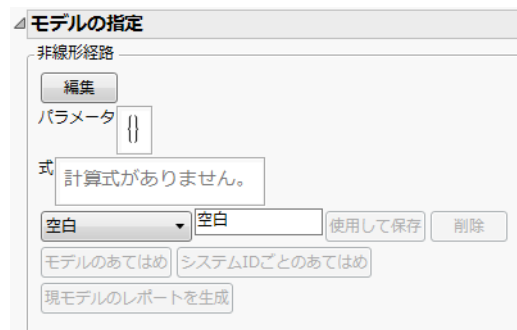 モデルの指定
非線形経路
編集
パラメータ {}
式 計算式がありません。
空白 空白 使用して保存 削除
モデルのあてはめ システムIDごとのあてはめ
現モデルのレポートを生成